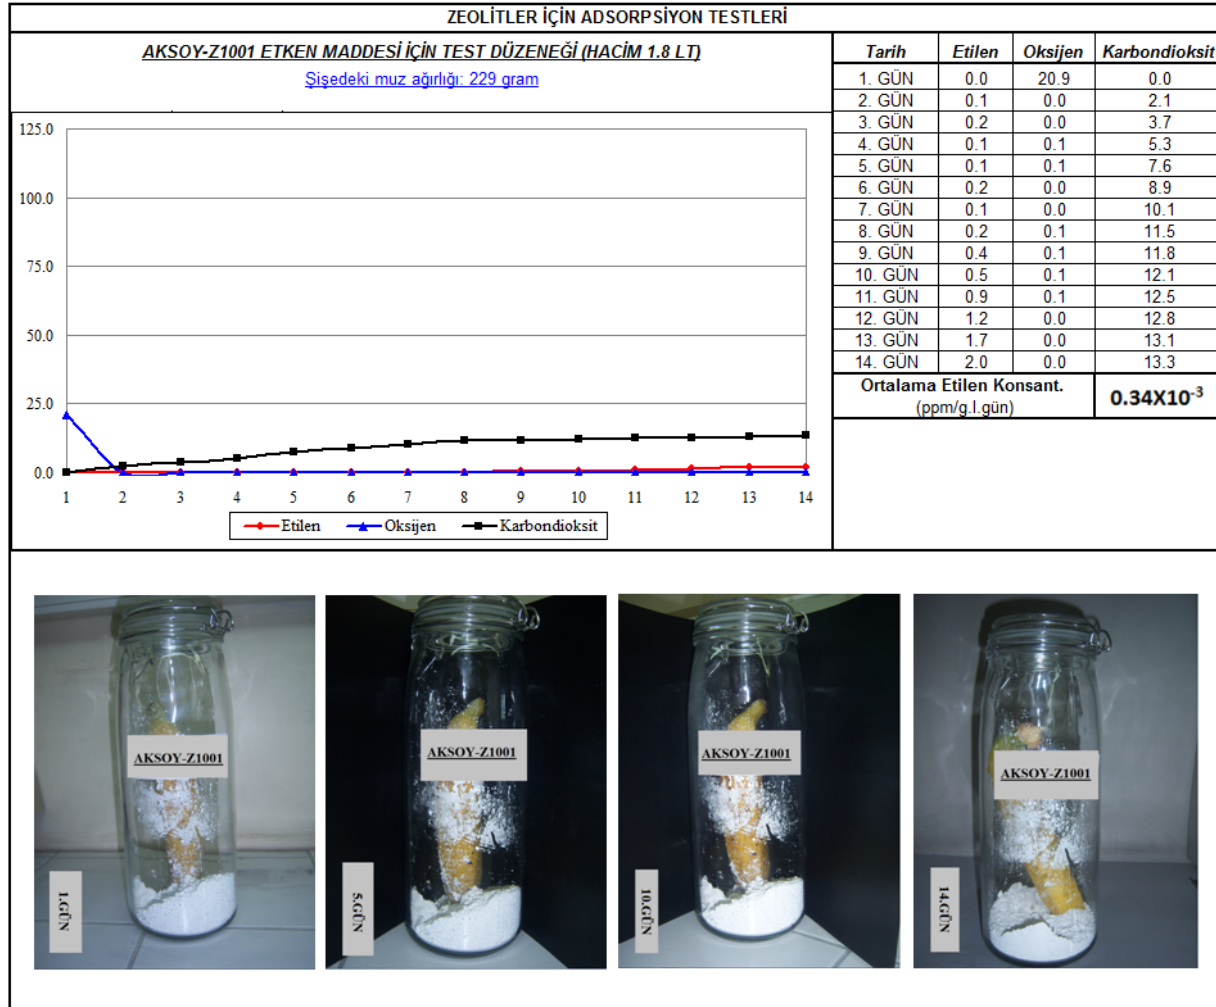 ZEOLİTLER İÇİN ADSORPSİYON TESTLERİ
AKSOY-Z1001 ETKEN MADDESİ İÇİN TEST DÜZENEĞİ (HACİM 1.8 LT)
Şişedeki muz ağırlığı: 229 gram
125.0
100.0
75.0
50.0
25.0
0.0
1 2 3 4 5 6 7 8 9 10 11 12 13 14
Etilen Oksijen Karbondioksit
Tarih Etilen Oksijen Karbondioksit
1. GÜN 0.0 20.9 0.0
2. GÜN 0.1 0.0 2.1
3. GÜN 0.2 0.0 3.7
4. GÜN 0.1 0.1 5.3
5. GÜN 0.1 0.1 7.6
6. GÜN 0.2 0.0 8.9
7. GÜN 0.1 0.0 10.1
8. GÜN 0.2 0.1 11.5
9. GÜN 0.4 0.1 11.8
10. GÜN 0.5 0.1 12.1
11. GÜN 0.9 0.1 12.5
12. GÜN 1.2 0.0 12.8
13. GÜN 1.7 0.0 13.1
14. GÜN 2.0 0.0 13.3
Ortalama Etilen Konsant.
(ppm/g.l.gün)
0.34X10⁻³
AKSOY-Z1001
1.GÜN
AKSOY-Z1001
5.GÜN
AKSOY-Z1001
10.GÜN
AKSOY-Z1001
14.GÜN